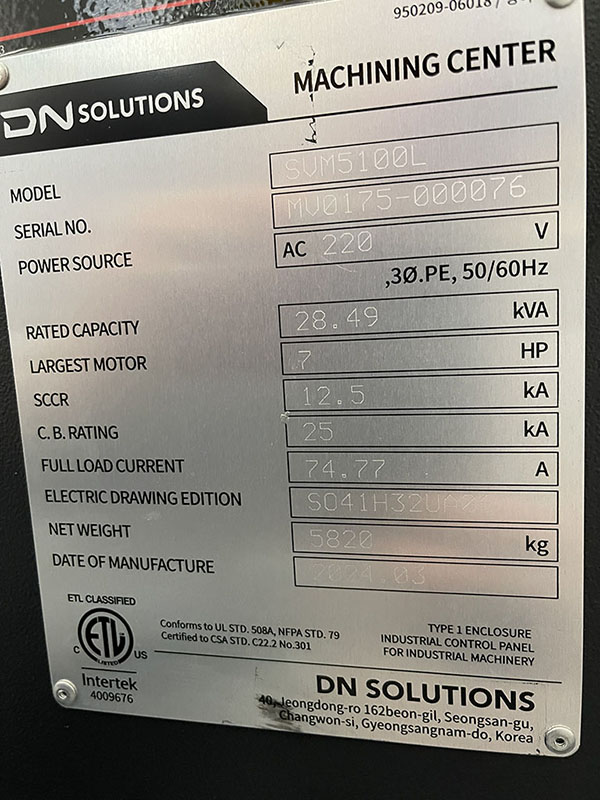 950209-06018
DN SOLUTIONS
MACHINING CENTER
MODEL SVM5100L
SERIAL NO. MV0175-000076
POWER SOURCE AC 220 V
,3Ø.PE, 50/60Hz
RATED CAPACITY 28.49 kVA
LARGEST MOTOR 7 HP
SCCR 12.5 kA
C.B. RATING 25 kA
FULL LOAD CURRENT 74.77 A
ELECTRIC DRAWING EDITION
NET WEIGHT 5820 kg
DATE OF MANUFACTURE 2024.03
ETL CLASSIFIED
C ETL US
LISTED
Intertek
4009676
Conforms to UL STD. 508A, NFPA STD. 79
Certified to CSA STD. C22.2 No.301
TYPE 1 ENCLOSURE
INDUSTRIAL CONTROL PANEL
FOR INDUSTRIAL MACHINERY
DN SOLUTIONS
40, Jeongdong-ro 162beon-gil, Seongsan-gu,
Changwon-si, Gyeongsangnam-do, Korea